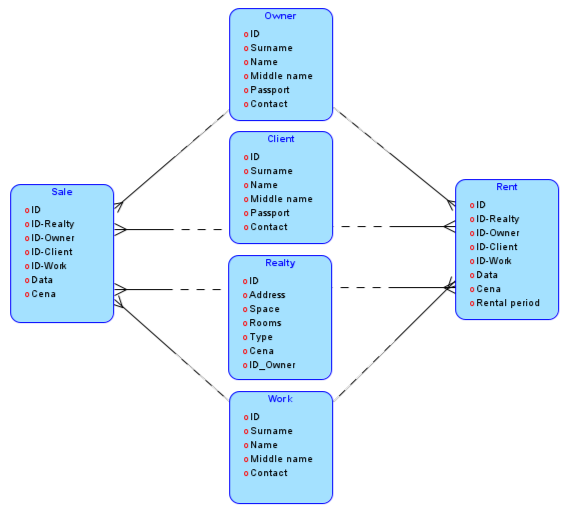 Owner
ID
Surname
Name
Middle name
Passport
Contact
Client
ID
Surname
Name
Middle name
Passport
Contact
Sale
ID
ID-Realty
ID-Owner
ID-Client
ID-Work
Data
Cena
Rent
ID
ID-Realty
ID-Owner
ID-Client
ID-Work
Data
Cena
Rental period
Realty
ID
Address
Space
Rooms
Type
Cena
ID_Owner
Work
ID
Surname
Name
Middle name
Contact